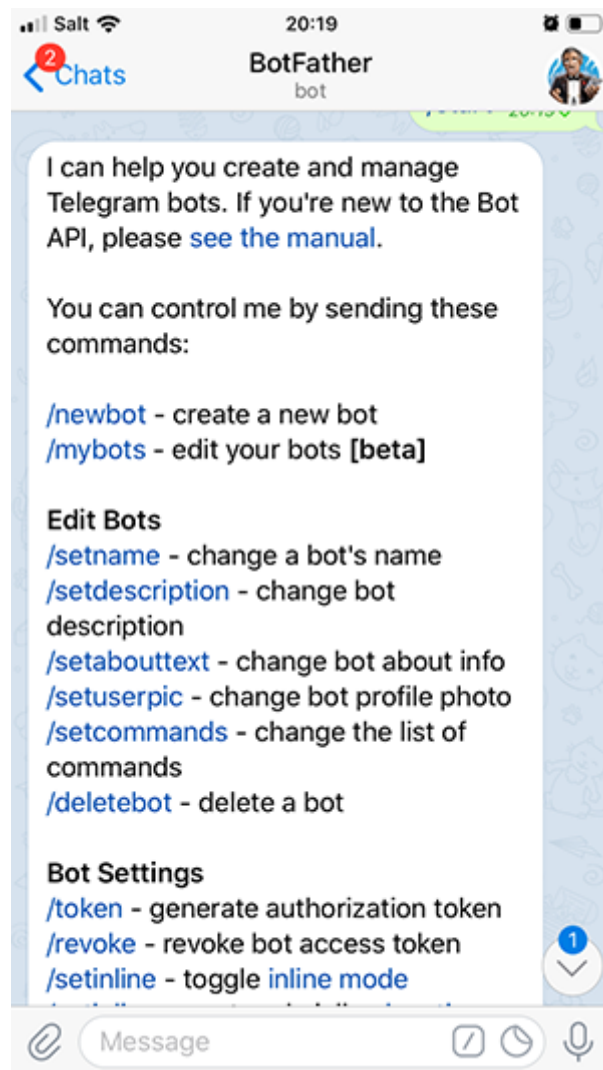 Salt
20:19
2
Chats
BotFather
bot
I can help you create and manage
Telegram bots. If you're new to the Bot
API, please see the manual.
You can control me by sending these
commands:
/newbot - create a new bot
/mybots - edit your bots [beta]
Edit Bots
/setname - change a bot's name
/setdescription - change bot
description
/setabouttext - change bot about info
/setuserpic - change bot profile photo
/setcommands - change the list of
commands
/deletebot - delete a bot
Bot Settings
/token - generate authorization token
/revoke - revoke bot access token
1
/setinline - toggle inline mode
Message